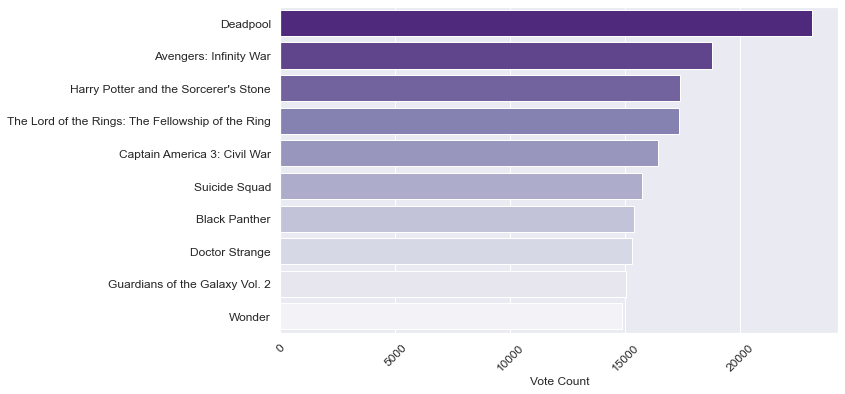 Deadpool
Avengers: Infinity War
Harry Potter and the Sorcerer's Stone
The Lord of the Rings: The Fellowship of the Ring
Captain America 3: Civil War
Suicide Squad
Black Panther
Doctor Strange
Guardians of the Galaxy Vol. 2
Wonder
0 5000 10000 15000 20000
Vote Count